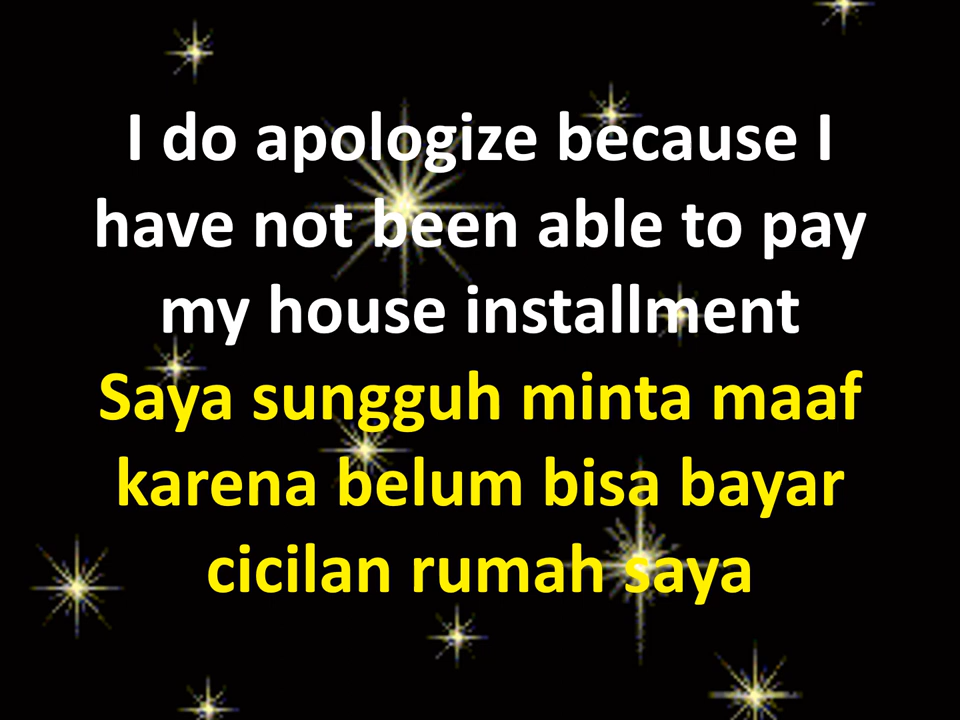 I do apologize because I
have not been able to pay
my house installment
Saya sungguh minta maaf
karena belum bisa bayar
cicilan rumah saya